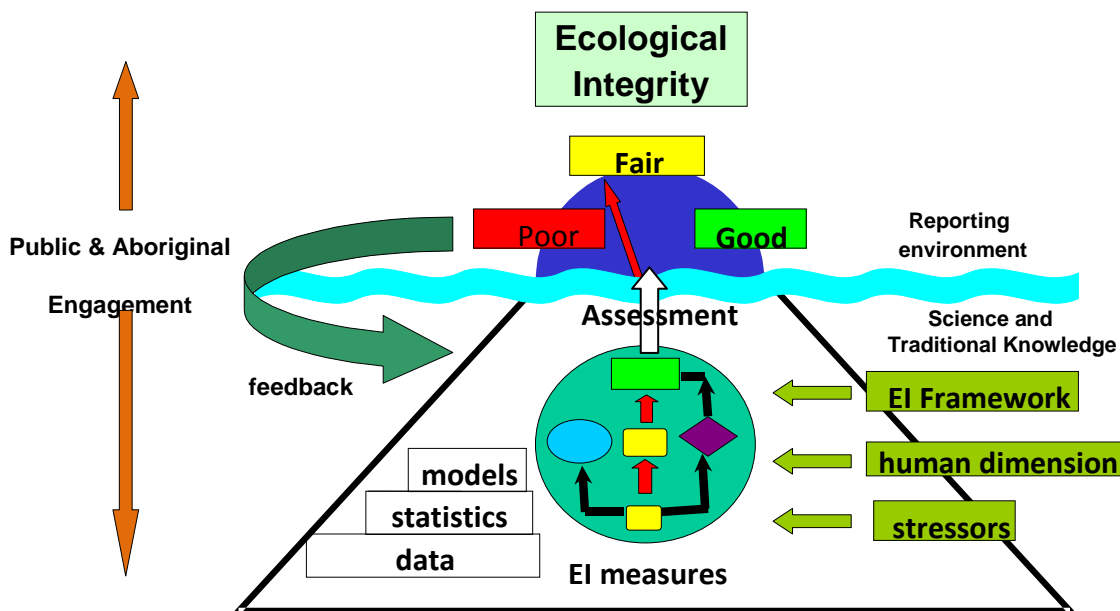 Ecological
Integrity
Fair
Poor
Good
Reporting
environment
Public & Aboriginal
Engagement
Assessment
Science and
Traditional Knowledge
feedback
EI Framework
human dimension
stressors
models
statistics
data
EI measures